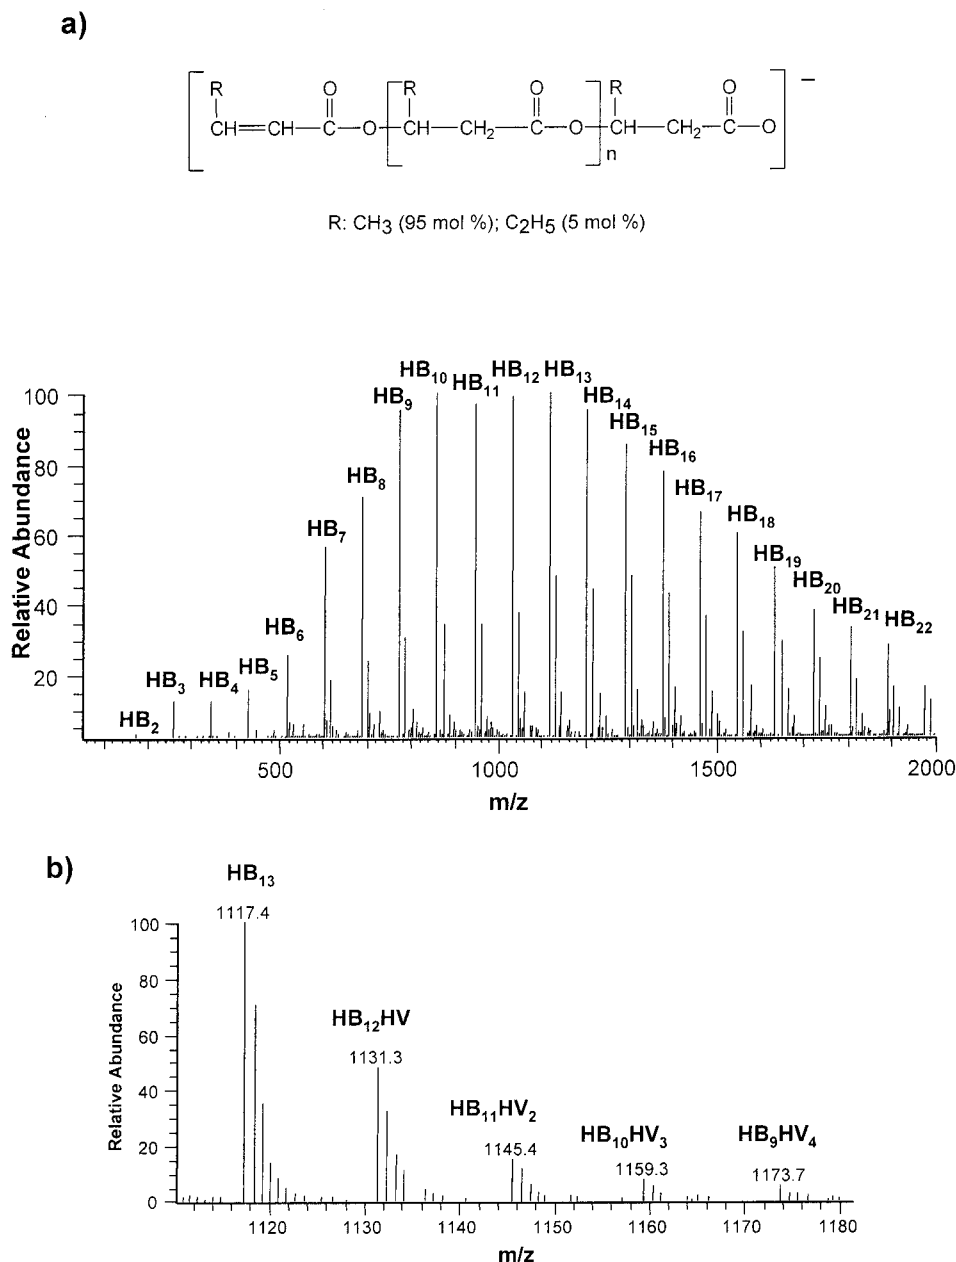 a)
R O R O R O −
CH=CH—C—O—CH—CH2—C—O—CH—CH2—C—O
n
R: CH3 (95 mol %); C2H5 (5 mol %)
HB10 HB11 HB12 HB13
HB9 HB14
HB15
HB16
HB8 HB17
HB7 HB18
HB19
HB20
HB6 HB21 HB22
HB3 HB4 HB5
HB2
100
80
60
40
20
Relative Abundance
500 1000 1500 2000
m/z
b)
HB13
1117.4
HB12HV
1131.3
HB11HV2
1145.4
HB10HV3
1159.3
HB9HV4
1173.7
100
80
60
40
20
0
Relative Abundance
1120 1130 1140 1150 1160 1170 1180
m/z